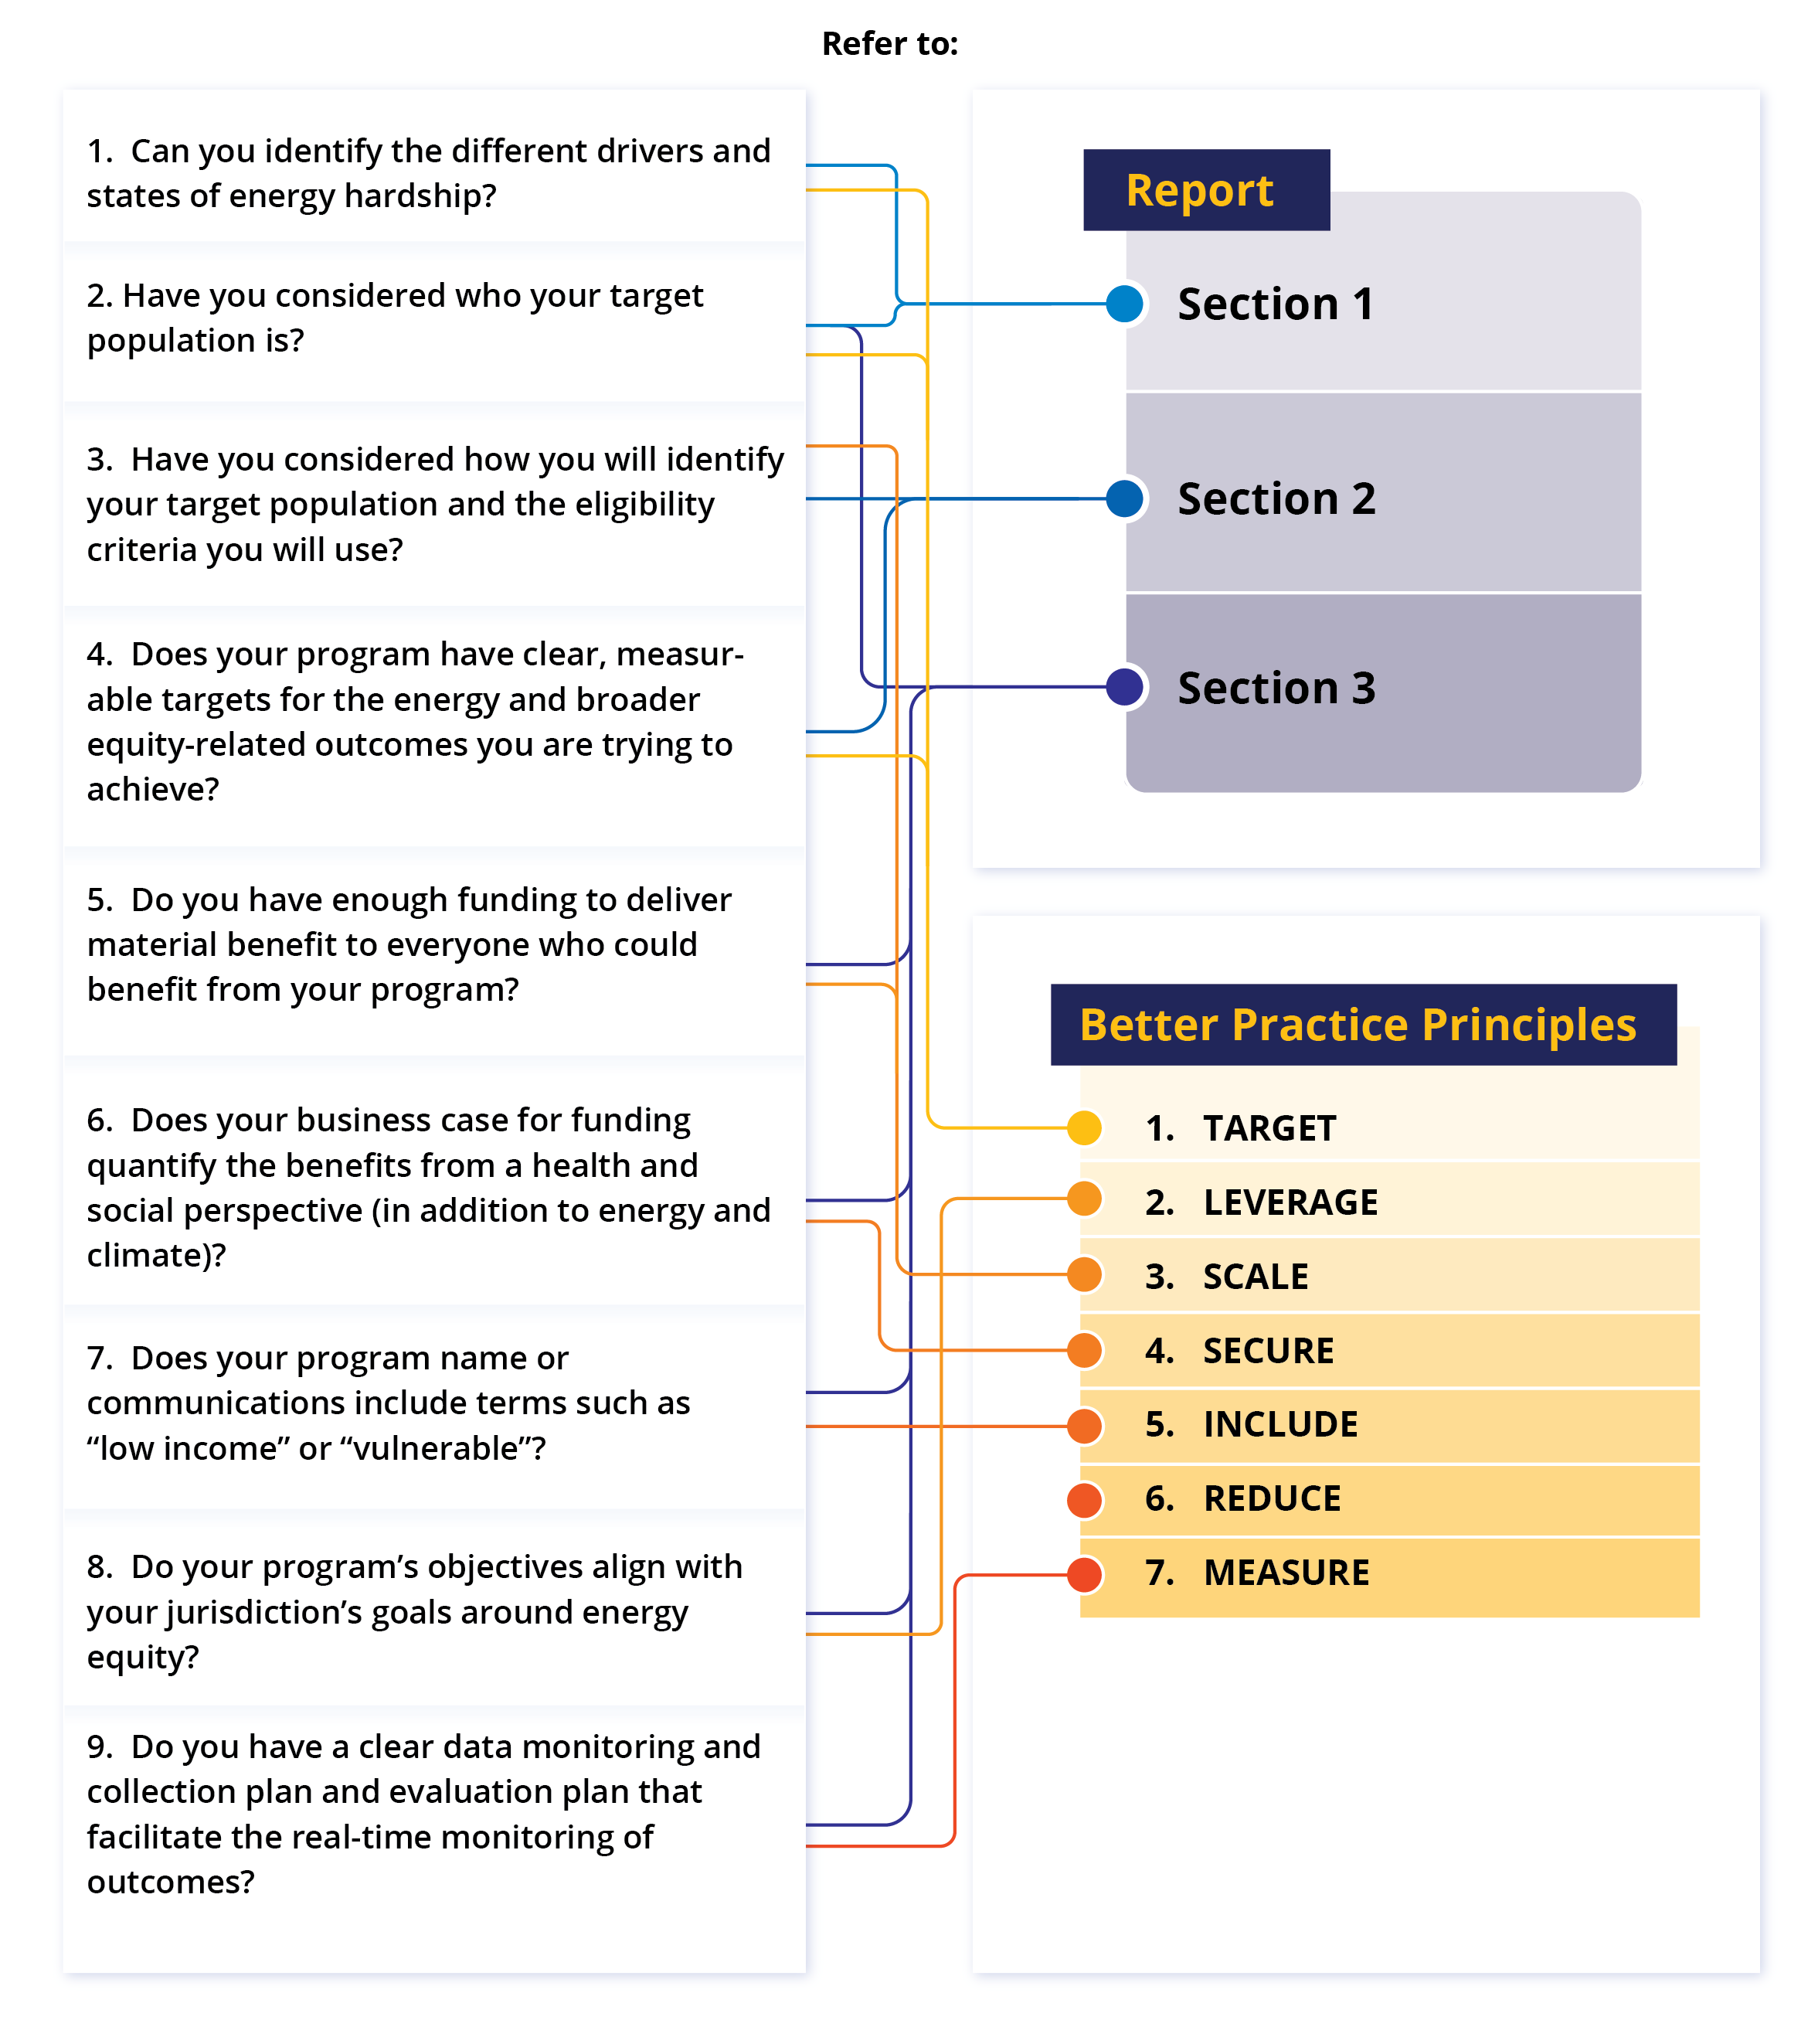 Refer to:
1. Can you identify the different drivers and
states of energy hardship?
2. Have you considered who your target
population is?
3. Have you considered how you will identify
your target population and the eligibility
criteria you will use?
4. Does your program have clear, measur-
able targets for the energy and broader
equity-related outcomes you are trying to
achieve?
5. Do you have enough funding to deliver
material benefit to everyone who could
benefit from your program?
6. Does your business case for funding
quantify the benefits from a health and
social perspective (in addition to energy and
climate)?
7. Does your program name or
communications include terms such as
“low income” or “vulnerable”?
8. Do your program’s objectives align with
your jurisdiction’s goals around energy
equity?
9. Do you have a clear data monitoring and
collection plan and evaluation plan that
facilitate the real-time monitoring of
outcomes?
Report
Section 1
Section 2
Section 3
Better Practice Principles
1. TARGET
2. LEVERAGE
3. SCALE
4. SECURE
5. INCLUDE
6. REDUCE
7. MEASURE